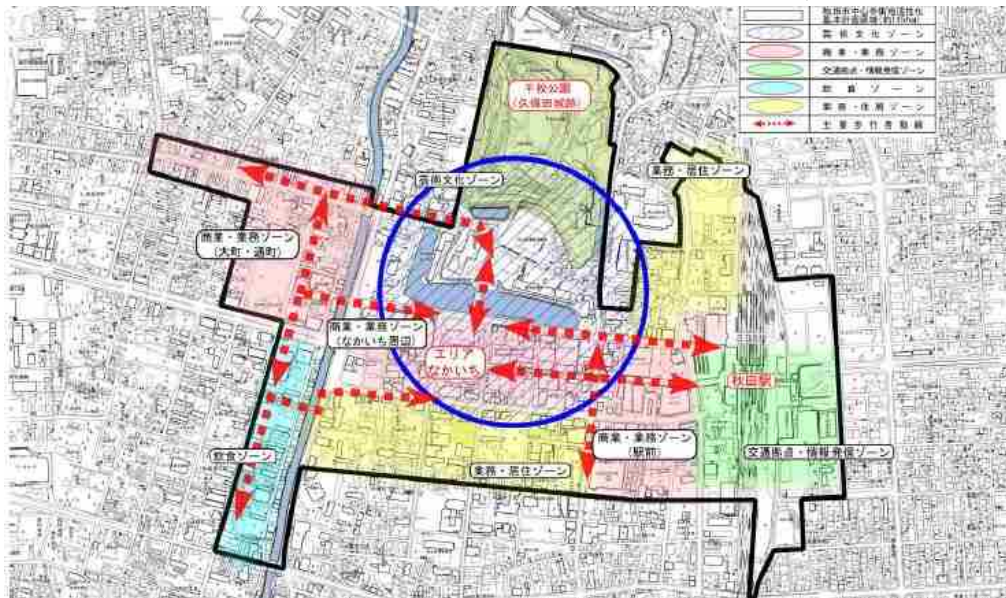 秋田市中心市街地活性化
基本計画区域(約119ha)
芸術文化ゾーン
商業・業務ゾーン
交通拠点・情報発信ゾーン
飲食ゾーン
業務・居住ゾーン
主要歩行者動線
千秋公園
(久保田城跡)
芸術文化ゾーン
業務・居住ゾーン
商業・業務ゾーン
(大町・通町)
商業・業務ゾーン
(なかいち周辺)
エリア
なかいち
秋田駅
飲食ゾーン
業務・居住ゾーン
商業・業務ゾーン
(駅前)
交通拠点・情報発信ゾーン